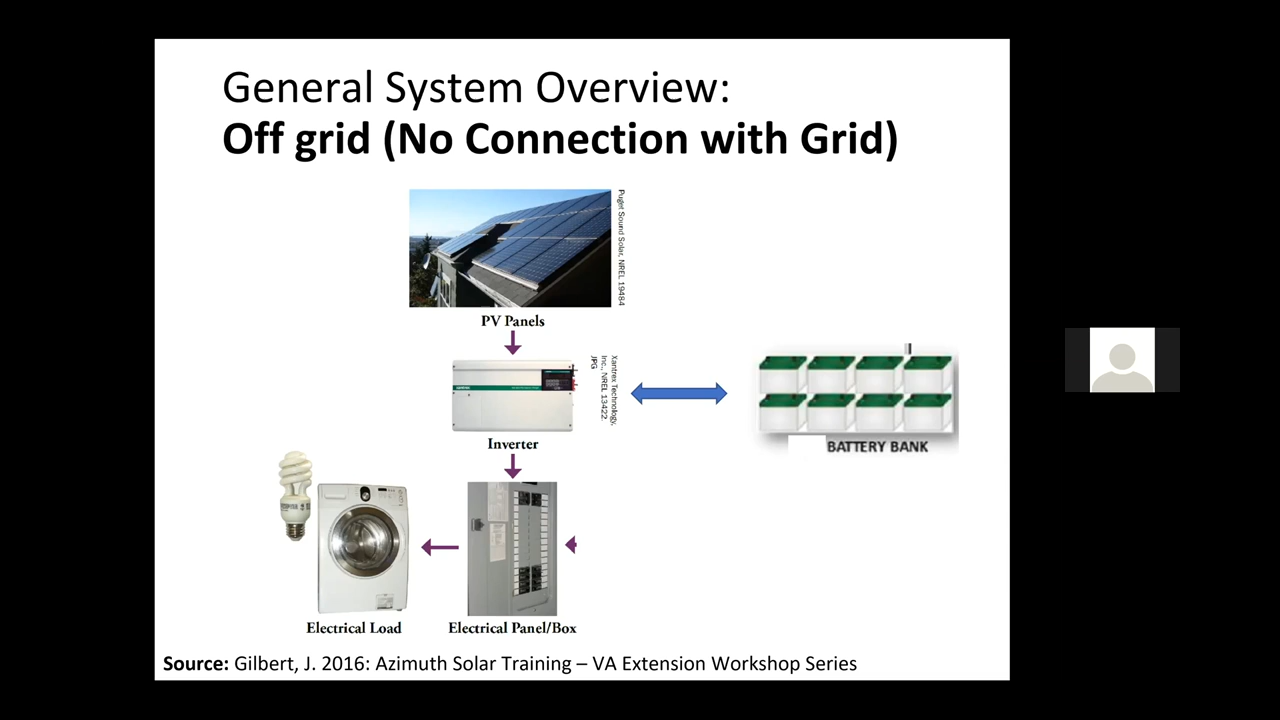 General System Overview:
Off grid (No Connection with Grid)
Puget Sound Solar, NREL 19484
PV Panels
Xantrex Technology,
Inc., NREL 13422.
JPG
Inverter
BATTERY BANK
Electrical Load
Electrical Panel/Box
Source: Gilbert, J. 2016: Azimuth Solar Training – VA Extension Workshop Series